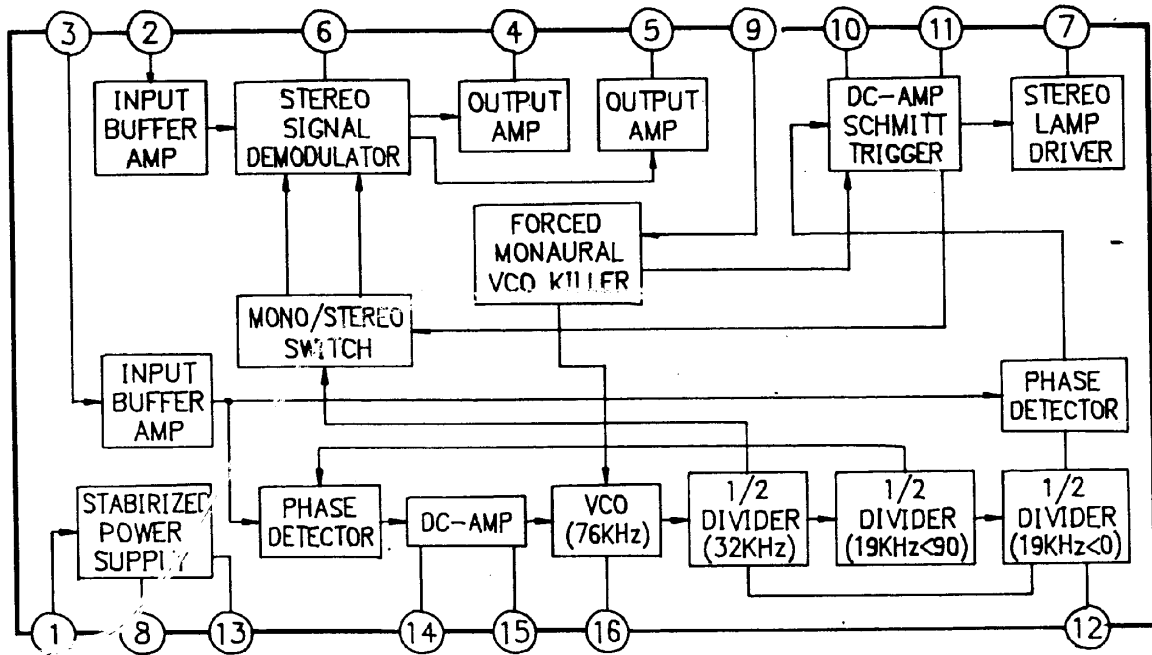 3 2 6 4 5 9 10 11 7
INPUT
BUFFER
AMP
STEREO
SIGNAL
DEMODULATOR
OUTPUT
AMP
OUTPUT
AMP
DC-AMP
SCHMITT
TRIGGER
STEREO
LAMP
DRIVER
FORCED
MONAURAL
VCO KILLER
MONO/STEREO
SWITCH
INPUT
BUFFER
AMP
PHASE
DETECTOR
STABIRIZED
POWER
SUPPLY
PHASE
DETECTOR
DC-AMP
VCO
(76KHz)
1/2
DIVIDER
(32KHz)
1/2
DIVIDER
(19KHz<90)
1/2
DIVIDER
(19KHz<0)
1 8 13 14 15 16 12